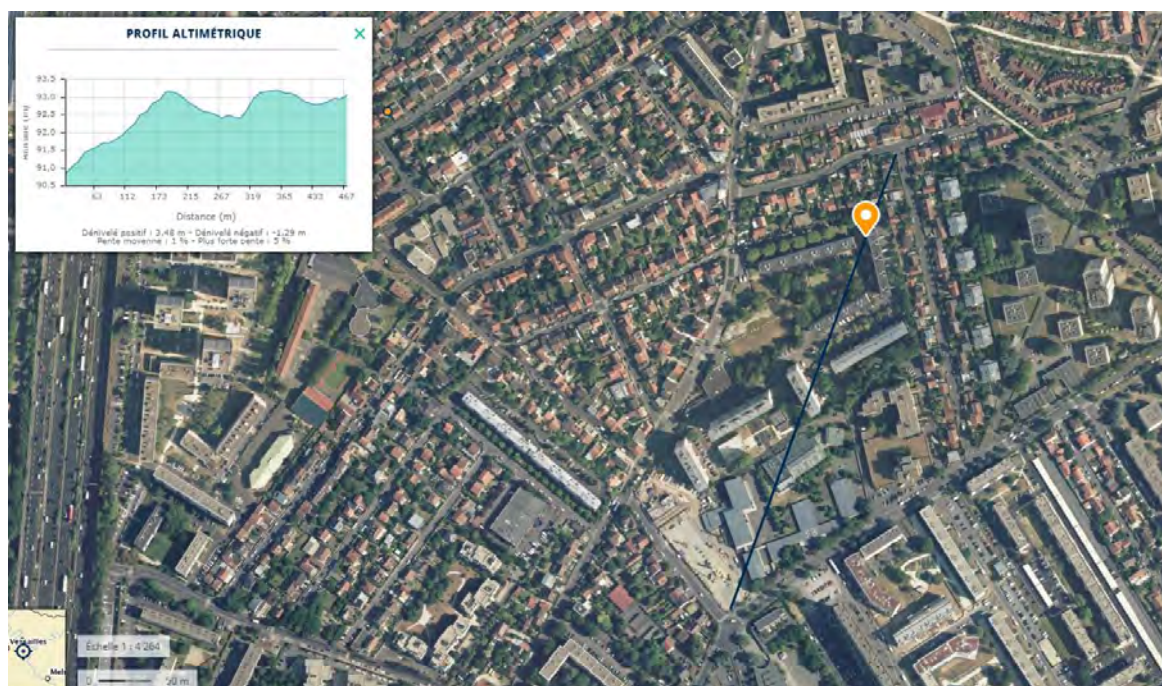 PROFIL ALTIMÉTRIQUE ×
93.5
93.0
92.5
92.0
91.5
91.0
90.5
63 112 173 215 267 319 365 433 467
Distance (m)
Dénivelé positif : 3,48 m - Dénivelé négatif : -1,29 m
Pente moyenne : 1 % - Plus forte pente : 5 %
Versailles
Echelle 1 : 4 264
0 50 m